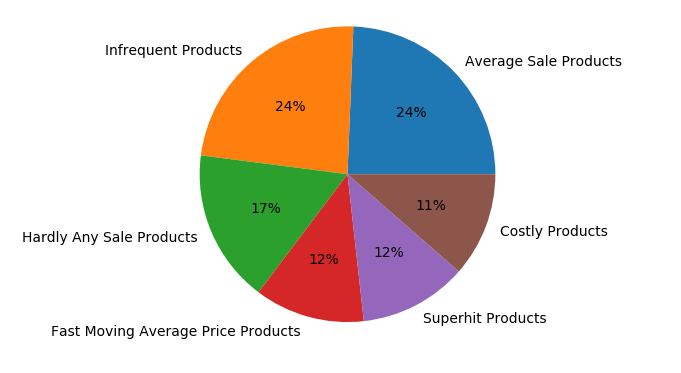 Infrequent Products
Average Sale Products
24%
24%
17%
11%
Hardly Any Sale Products
Costly Products
12%
12%
Fast Moving Average Price Products
Superhit Products